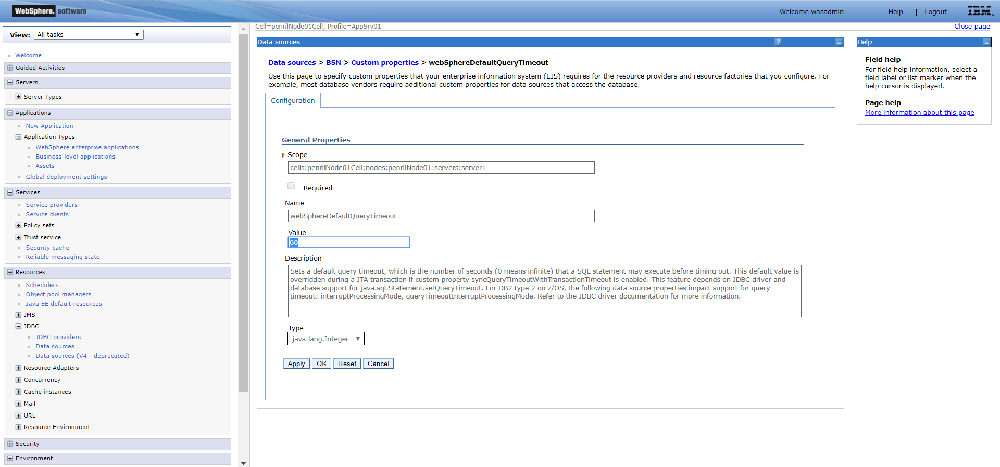 WebSphere. software
Welcome wasadmin
Help | Logout
IBM.
View: All tasks
Welcome
Guided Activities
Servers
Server Types
Applications
New Application
Application Types
WebSphere enterprise applications
Business-level applications
Assets
Global deployment settings
Services
Service providers
Service clients
Policy sets
Trust service
Security cache
Reliable messaging state
Resources
Schedulers
Object pool managers
Java EE default resources
JMS
JDBC
JDBC providers
Data sources
Data sources (V4 - deprecated)
Resource Adapters
Concurrency
Cache instances
Mail
URL
Resource Environment
Security
Environment
Cell=penrilNode01Cell, Profile=AppSrv01
Close page
Data sources
?
Data sources > BSN > Custom properties > webSphereDefaultQueryTimeout
Use this page to specify custom properties that your enterprise information system (EIS) requires for the resource providers and resource factories that you configure. For
example, most database vendors require additional custom properties for data sources that access the database.
Configuration
General Properties
Scope
cells:penrilNode01Cell:nodes:penrilNode01:servers:server1
Required
Name
webSphereDefaultQueryTimeout
Value
60
Description
Sets a default query timeout, which is the number of seconds (0 means infinite) that a SQL statement may execute before timing out. This default value is
overridden during a JTA transaction if custom property syncQueryTimeoutWithTransactionTimeout is enabled. This feature depends on JDBC driver and
database support for java.sql.Statement.setQueryTimeout. For DB2 type 2 on z/OS, the following data source properties impact support for query
timeout: interruptProcessingMode, queryTimeoutInterruptProcessingMode. Refer to the JDBC driver documentation for more information.
Type
java.lang.Integer
Apply OK Reset Cancel
Help
Field help
For field help information, select a
field label or list marker when the
help cursor is displayed.
Page help
More information about this page